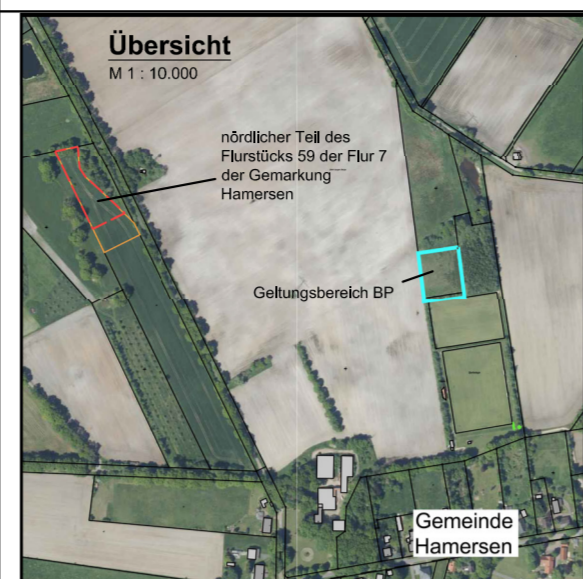 Übersicht
M 1 : 10.000
nördlicher Teil des
Flurstücks 59 der Flur 7
der Gemarkung
Hamersen
Geltungsbereich BP
Gemeinde
Hamersen